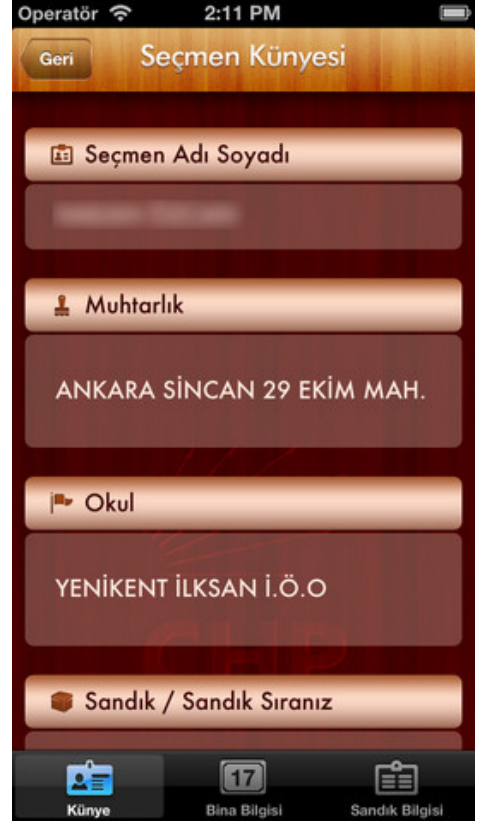 Operatör 2:11 PM
Geri
Seçmen Künyesi
Seçmen Adı Soyadı
Muhtarlık
ANKARA SİNCAN 29 EKİM MAH.
Okul
YENİKENT İLKSAN İ.Ö.O
CHP
Sandık / Sandık Sıranız
17
Künye Bina Bilgisi Sandık Bilgisi